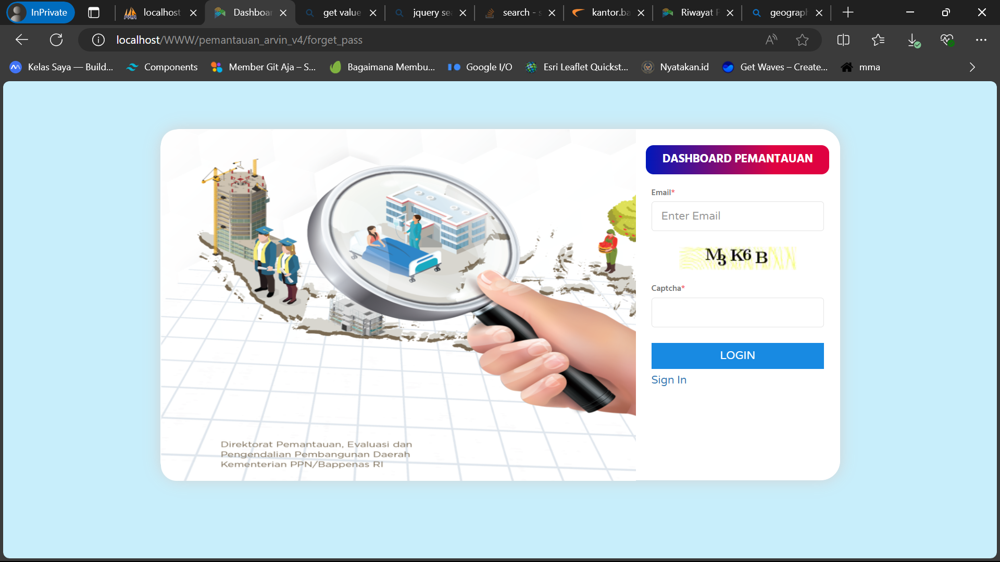 InPrivate
localhost
Dashboar
get value
jquery se
search - s
kantor.ba
Riwayat P
geograph
localhost/WWW/pemantauan_arvin_v4/forget_pass
Kelas Saya — Build...
Components
Member Git Aja – S...
Bagaimana Membu...
Google I/O
Esri Leaflet Quickst...
Nyatakan.id
Get Waves – Create...
mma
DASHBOARD PEMANTAUAN
Email*
Enter Email
M3 K6 B
Captcha*
LOGIN
Sign In
Direktorat Pemantauan, Evaluasi dan
Pengendalian Pembangunan Daerah
Kementerian PPN/Bappenas RI